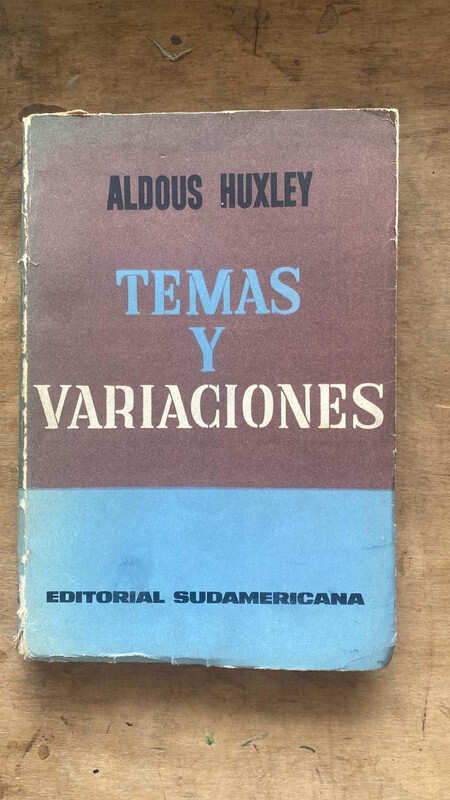 ALDOUS HUXLEY
TEMAS
Y
VARIACIONES
EDITORIAL SUDAMERICANA